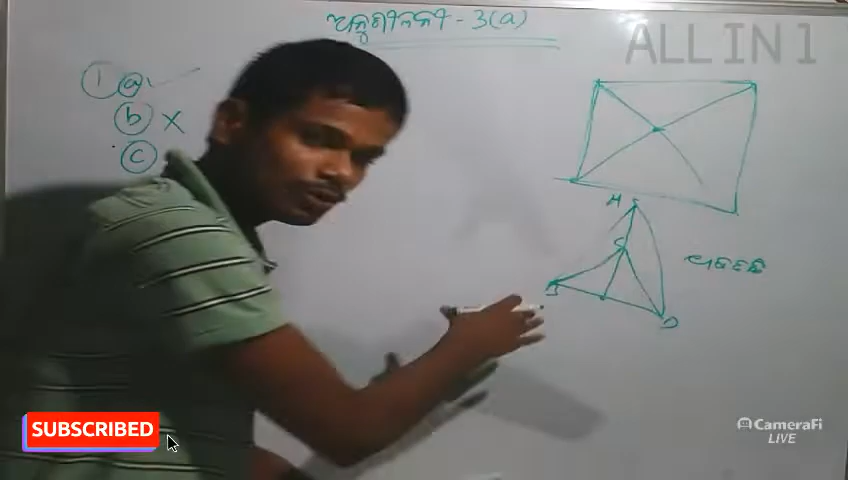 ଅନୁଶୀଳନୀ - 3(a)
ALL IN 1
1 a
b ×
c
A
C
B
D
SUBSCRIBED
CameraFi
LIVE